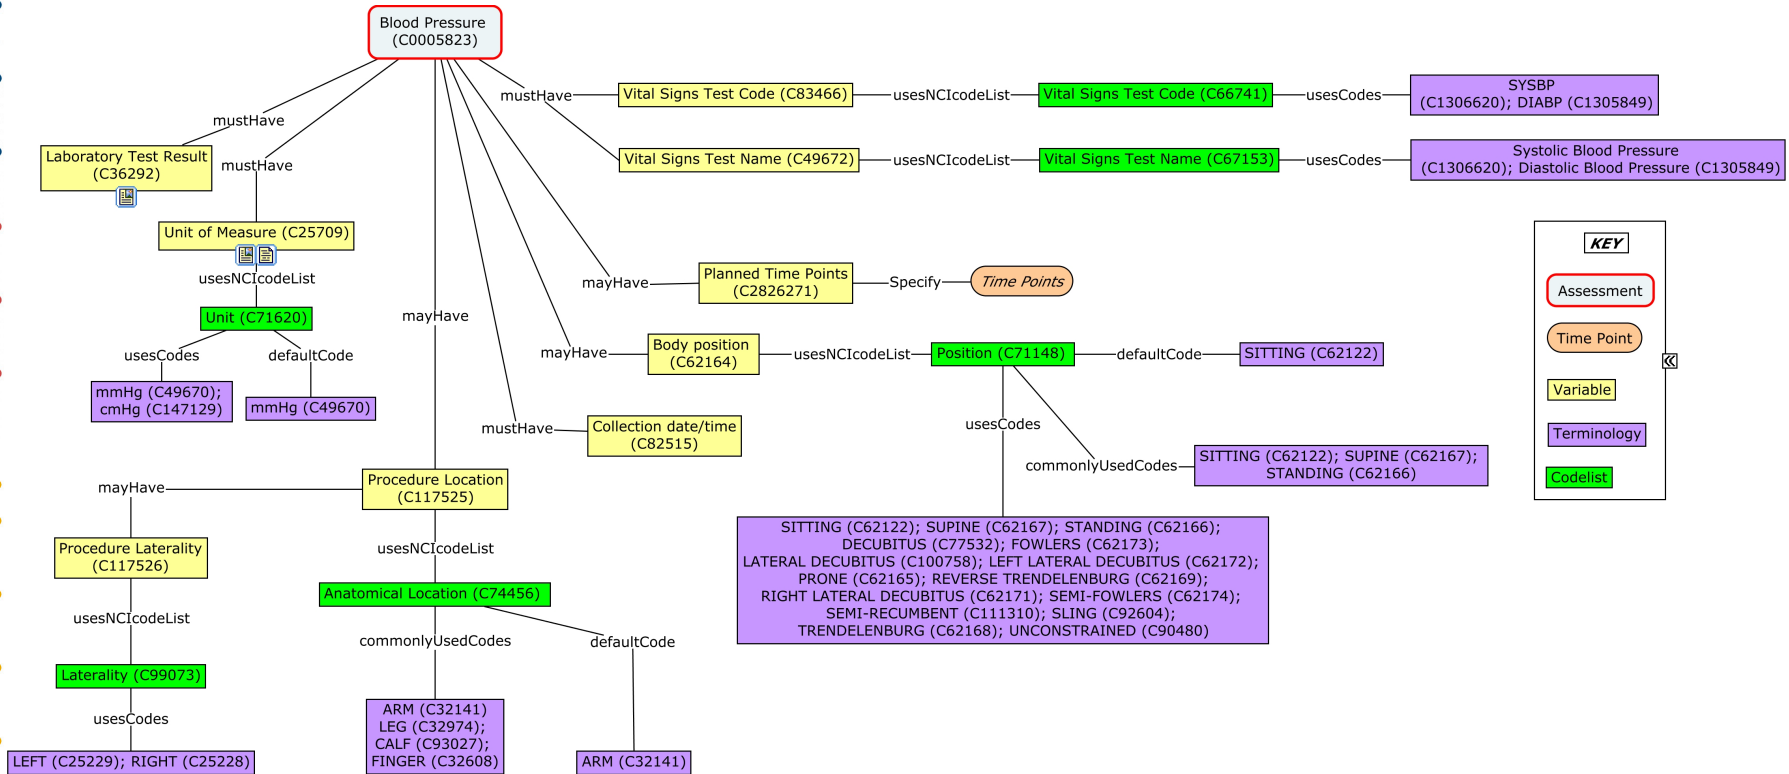 Blood Pressure
(C0005823)
mustHave
Vital Signs Test Code (C83466)
usesNCIcodeList
Vital Signs Test Code (C66741)
usesCodes
SYSBP
(C1306620); DIABP (C1305849)
Vital Signs Test Name (C49672)
usesNCIcodeList
Vital Signs Test Name (C67153)
usesCodes
Systolic Blood Pressure
(C1306620); Diastolic Blood Pressure (C1305849)
mustHave
Laboratory Test Result
(C36292)
mustHave
Unit of Measure (C25709)
usesNCIcodeList
Unit (C71620)
usesCodes
defaultCode
mmHg (C49670);
cmHg (C147129)
mmHg (C49670)
mayHave
Planned Time Points
(C2826271)
Specify
Time Points
mayHave
Body position
(C62164)
usesNCIcodeList
Position (C71148)
defaultCode
SITTING (C62122)
usesCodes
commonlyUsedCodes
SITTING (C62122); SUPINE (C62167);
STANDING (C62166)
SITTING (C62122); SUPINE (C62167); STANDING (C62166);
DECUBITUS (C77532); FOWLERS (C62173);
LATERAL DECUBITUS (C100758); LEFT LATERAL DECUBITUS (C62172);
PRONE (C62165); REVERSE TRENDELENBURG (C62169);
RIGHT LATERAL DECUBITUS (C62171); SEMI-FOWLERS (C62174);
SEMI-RECUMBENT (C111310); SLING (C92604);
TRENDELENBURG (C62168); UNCONSTRAINED (C90480)
mustHave
Collection date/time
(C82515)
mayHave
Procedure Location
(C117525)
mayHave
Procedure Laterality
(C117526)
usesNCIcodeList
Laterality (C99073)
usesCodes
LEFT (C25229); RIGHT (C25228)
usesNCIcodeList
Anatomical Location (C74456)
commonlyUsedCodes
defaultCode
ARM (C32141)
LEG (C32974);
CALF (C93027);
FINGER (C32608)
ARM (C32141)
KEY
Assessment
Time Point
Variable
Terminology
Codelist